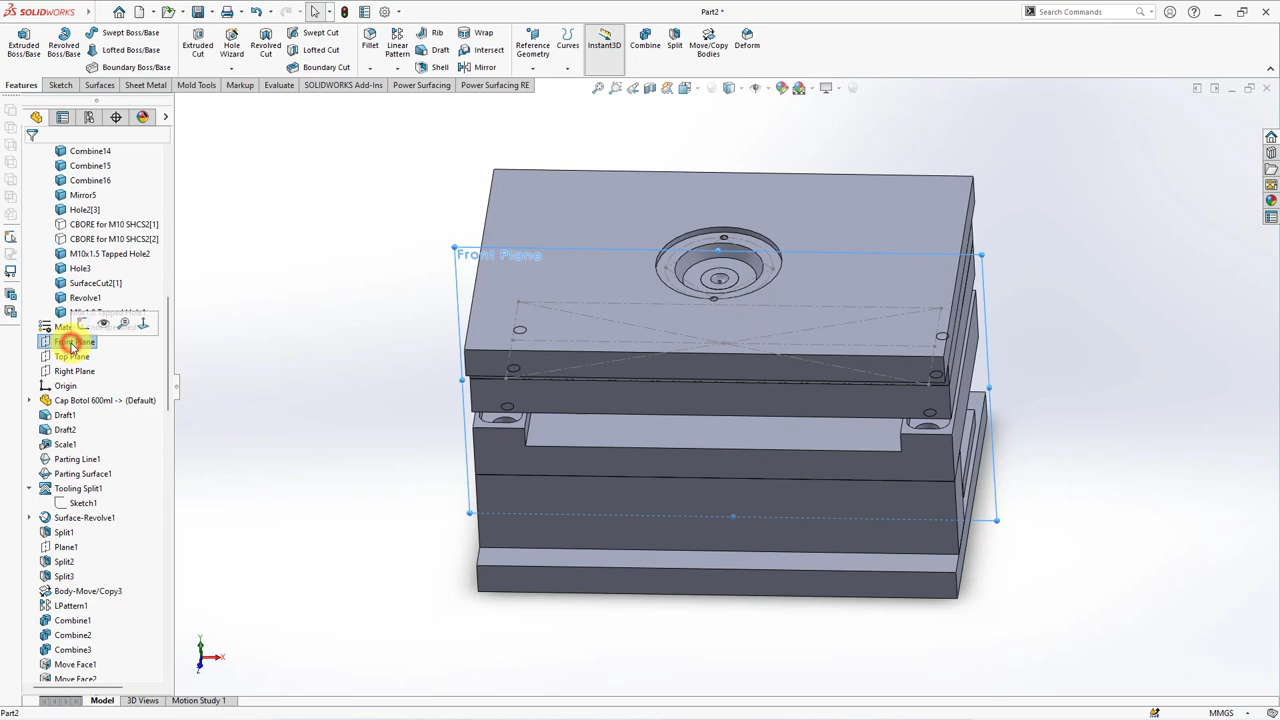 SOLIDWORKS
Part2 *
Search Commands
Extruded Boss/Base
Revolved Boss/Base
Swept Boss/Base
Lofted Boss/Base
Boundary Boss/Base
Extruded Cut
Hole Wizard
Revolved Cut
Swept Cut
Lofted Cut
Boundary Cut
Fillet
Linear Pattern
Rib
Draft
Shell
Wrap
Intersect
Mirror
Reference Geometry
Curves
Instant3D
Combine
Split
Move/Copy Bodies
Deform
Features
Sketch
Surfaces
Sheet Metal
Mold Tools
Markup
Evaluate
SOLIDWORKS Add-Ins
Power Surfacing
Power Surfacing RE
Combine14
Combine15
Combine16
Mirror5
Hole2[3]
CBORE for M10 SHCS2[1]
CBORE for M10 SHCS2[2]
M10x1.5 Tapped Hole2
Hole3
SurfaceCut2[1]
Revolve1
Front Plane
Top Plane
Right Plane
Origin
Cap Botol 600ml -> (Default)
Draft1
Draft2
Scale1
Parting Line1
Parting Surface1
Tooling Split1
Sketch1
Surface-Revolve1
Split1
Plane1
Split2
Split3
Body-Move/Copy3
LPattern1
Combine1
Combine2
Combine3
Move Face1
Move Face2
Front Plane
Y
X
Z
Model
3D Views
Motion Study 1
Part2
MMGS